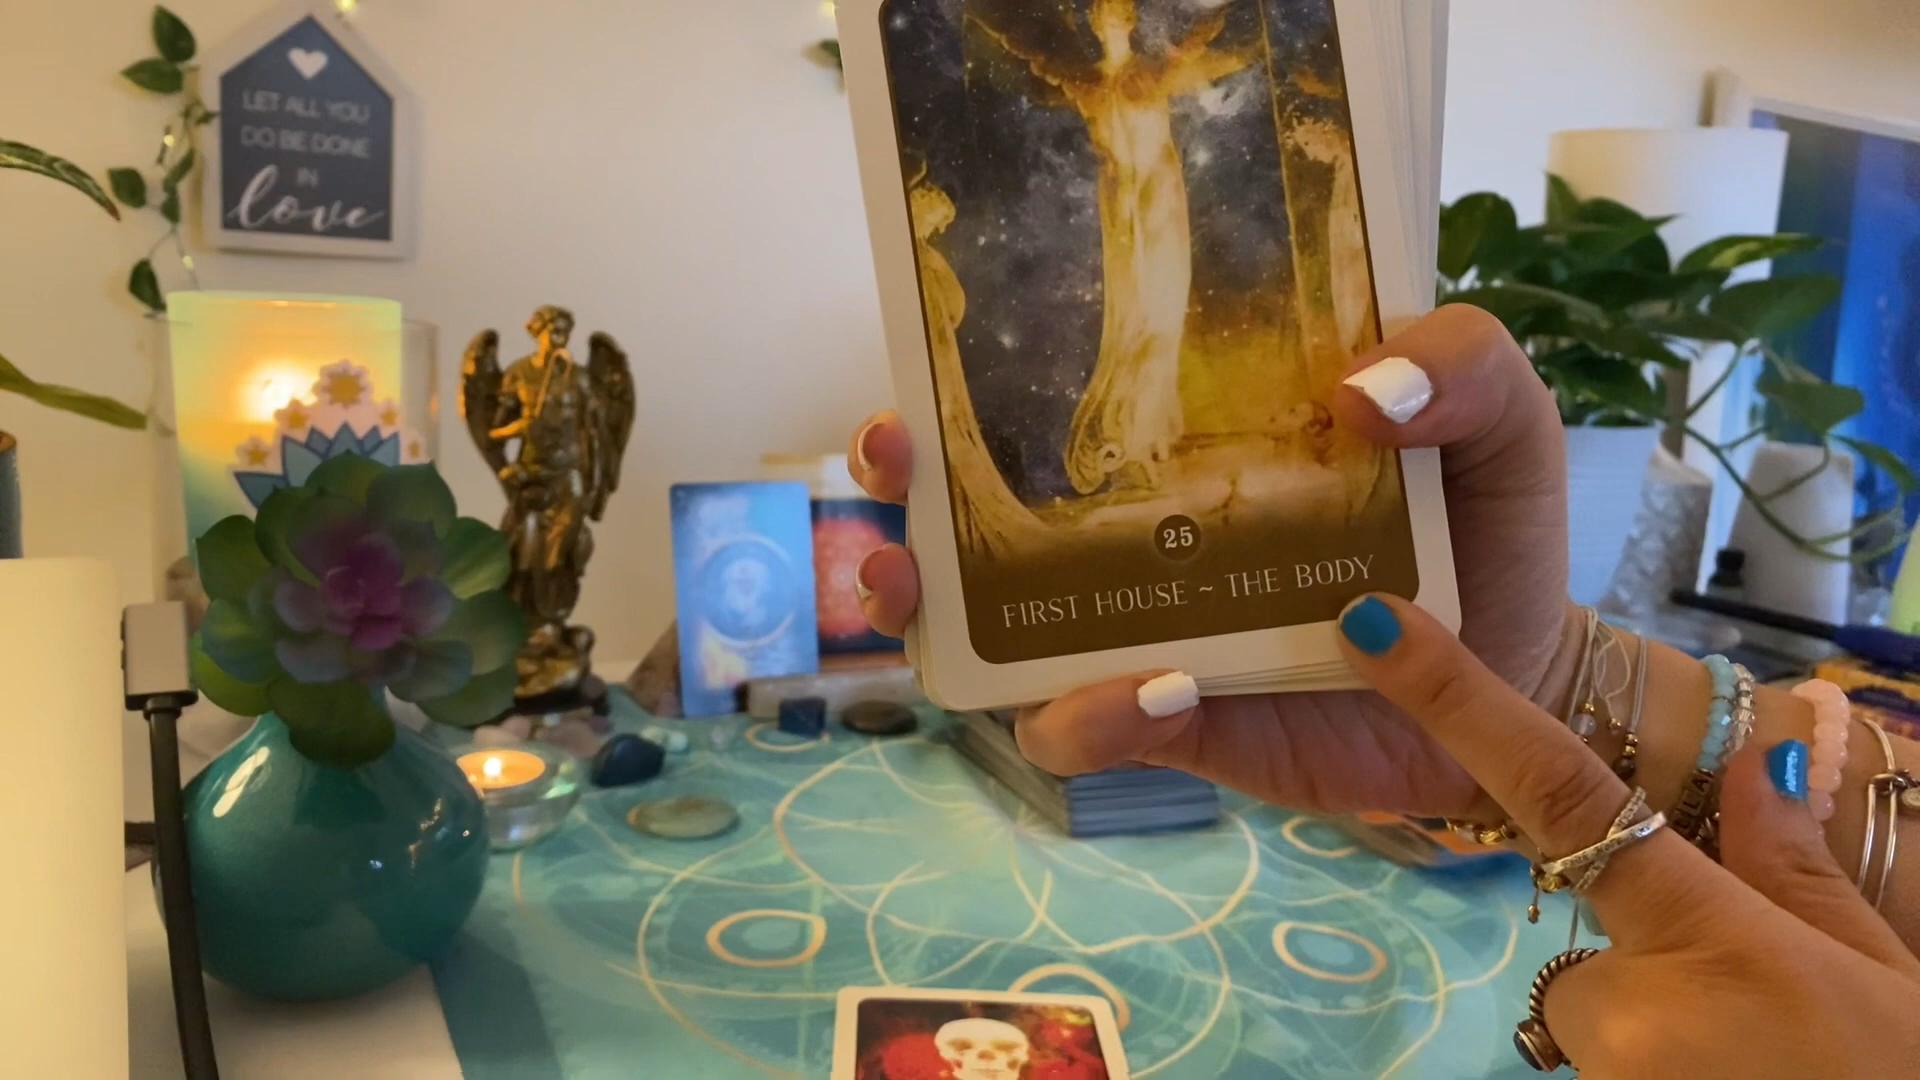 LET ALL YOU
DO BE DONE
IN
love
25
FIRST HOUSE ~ THE BODY